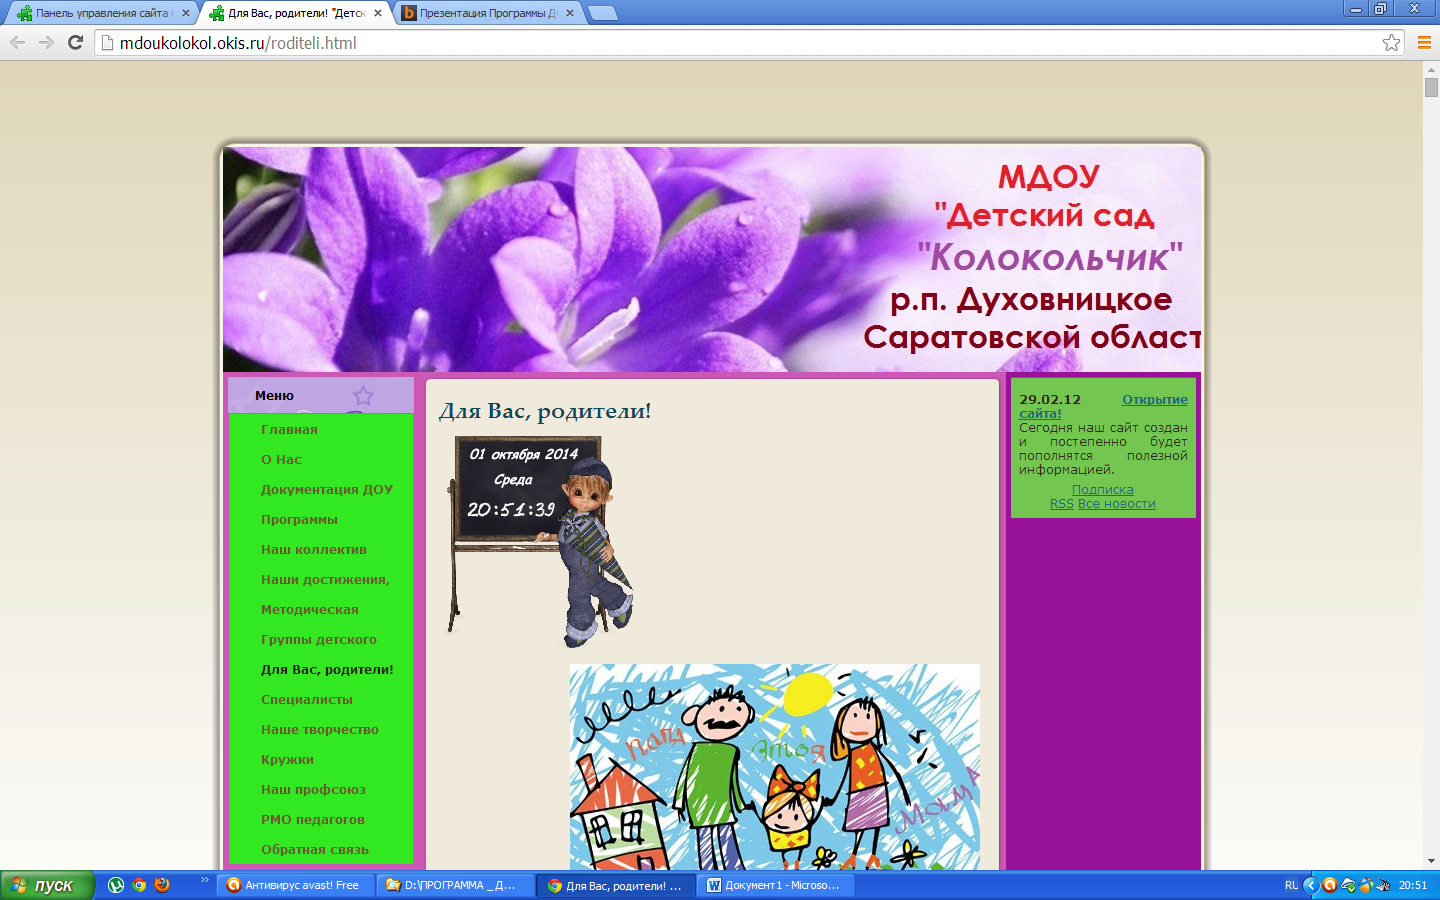 Панель управления сайта
Для Вас, родители! "Детск
Презентация Программы Д
mdoukolokol.okis.ru/roditeli.html
МДОУ
"Детский сад
"Колокольчик"
р.п. Духовницкое
Саратовской област
Меню
Главная
О Нас
Документация ДОУ
Программы
Наш коллектив
Наши достижения,
Методическая
Группы детского
Для Вас, родители!
Специалисты
Наше творчество
Кружки
Наш профсоюз
РМО педагогов
Обратная связь
Для Вас, родители!
01 октября 2014
Среда
20:51:39
папа
Это я
мама
29.02.12 Открытие
сайта!
Сегодня наш сайт создан
и постепенно будет
пополнятся полезной
информацией.
Подписка
RSS Все новости
пуск
Антивирус avast! Free
D:\ПРОГРАММА _ Д...
Для Вас, родители! ...
Документ1 - Microso...
RU
20:51